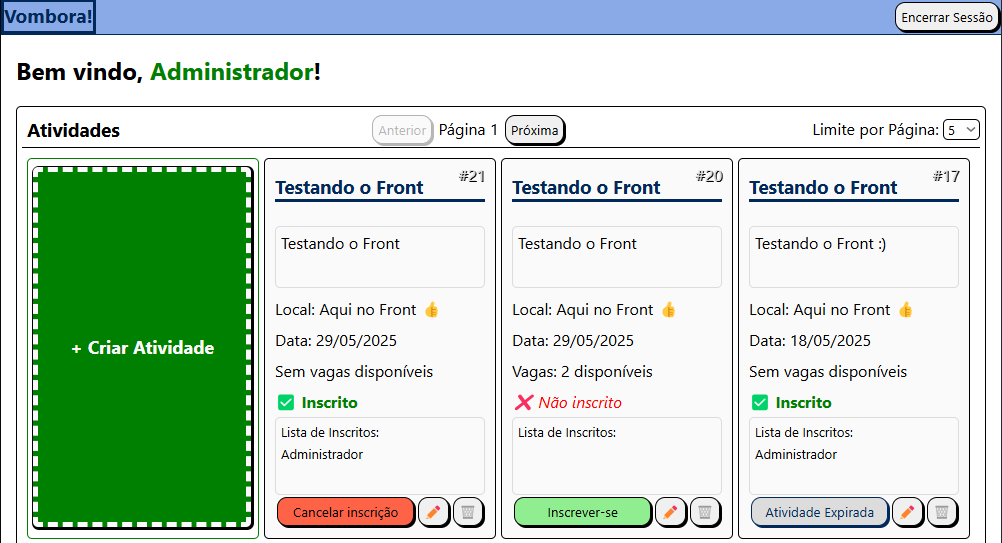 Vombora!
Encerrar Sessão
Bem vindo, Administrador!
Atividades
Anterior Página 1 Próxima
Limite por Página: 5
+ Criar Atividade
#21
Testando o Front
Testando o Front
Local: Aqui no Front 👍
Data: 29/05/2025
Sem vagas disponíveis
✅ Inscrito
Lista de Inscritos:
Administrador
Cancelar inscrição
#20
Testando o Front
Testando o Front
Local: Aqui no Front 👍
Data: 29/05/2025
Vagas: 2 disponíveis
❌ Não inscrito
Lista de Inscritos:
Inscrever-se
#17
Testando o Front
Testando o Front :)
Local: Aqui no Front 👍
Data: 18/05/2025
Sem vagas disponíveis
✅ Inscrito
Lista de Inscritos:
Administrador
Atividade Expirada